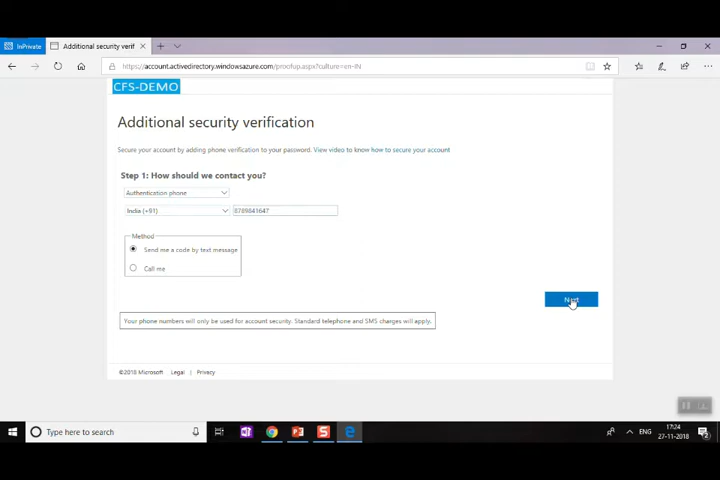 InPrivate
Additional security verif
https://account.activedirectory.windowsazure.com/proofup.aspx?culture=en-IN
CFS-DEMO
Additional security verification
Secure your account by adding phone verification to your password. View video to know how to secure your account
Step 1: How should we contact you?
Authentication phone
India (+91)
8789841647
Method
Send me a code by text message
Call me
Next
Your phone numbers will only be used for account security. Standard telephone and SMS charges will apply.
©2018 Microsoft Legal Privacy
Type here to search
ENG
17:24
27-11-2018
2